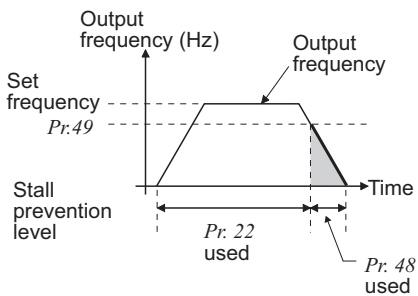 Output
frequency (Hz)
Output
frequency
Set
frequency
Pr.49
Time
Stall
prevention
level
Pr. 22
used
Pr. 48
used